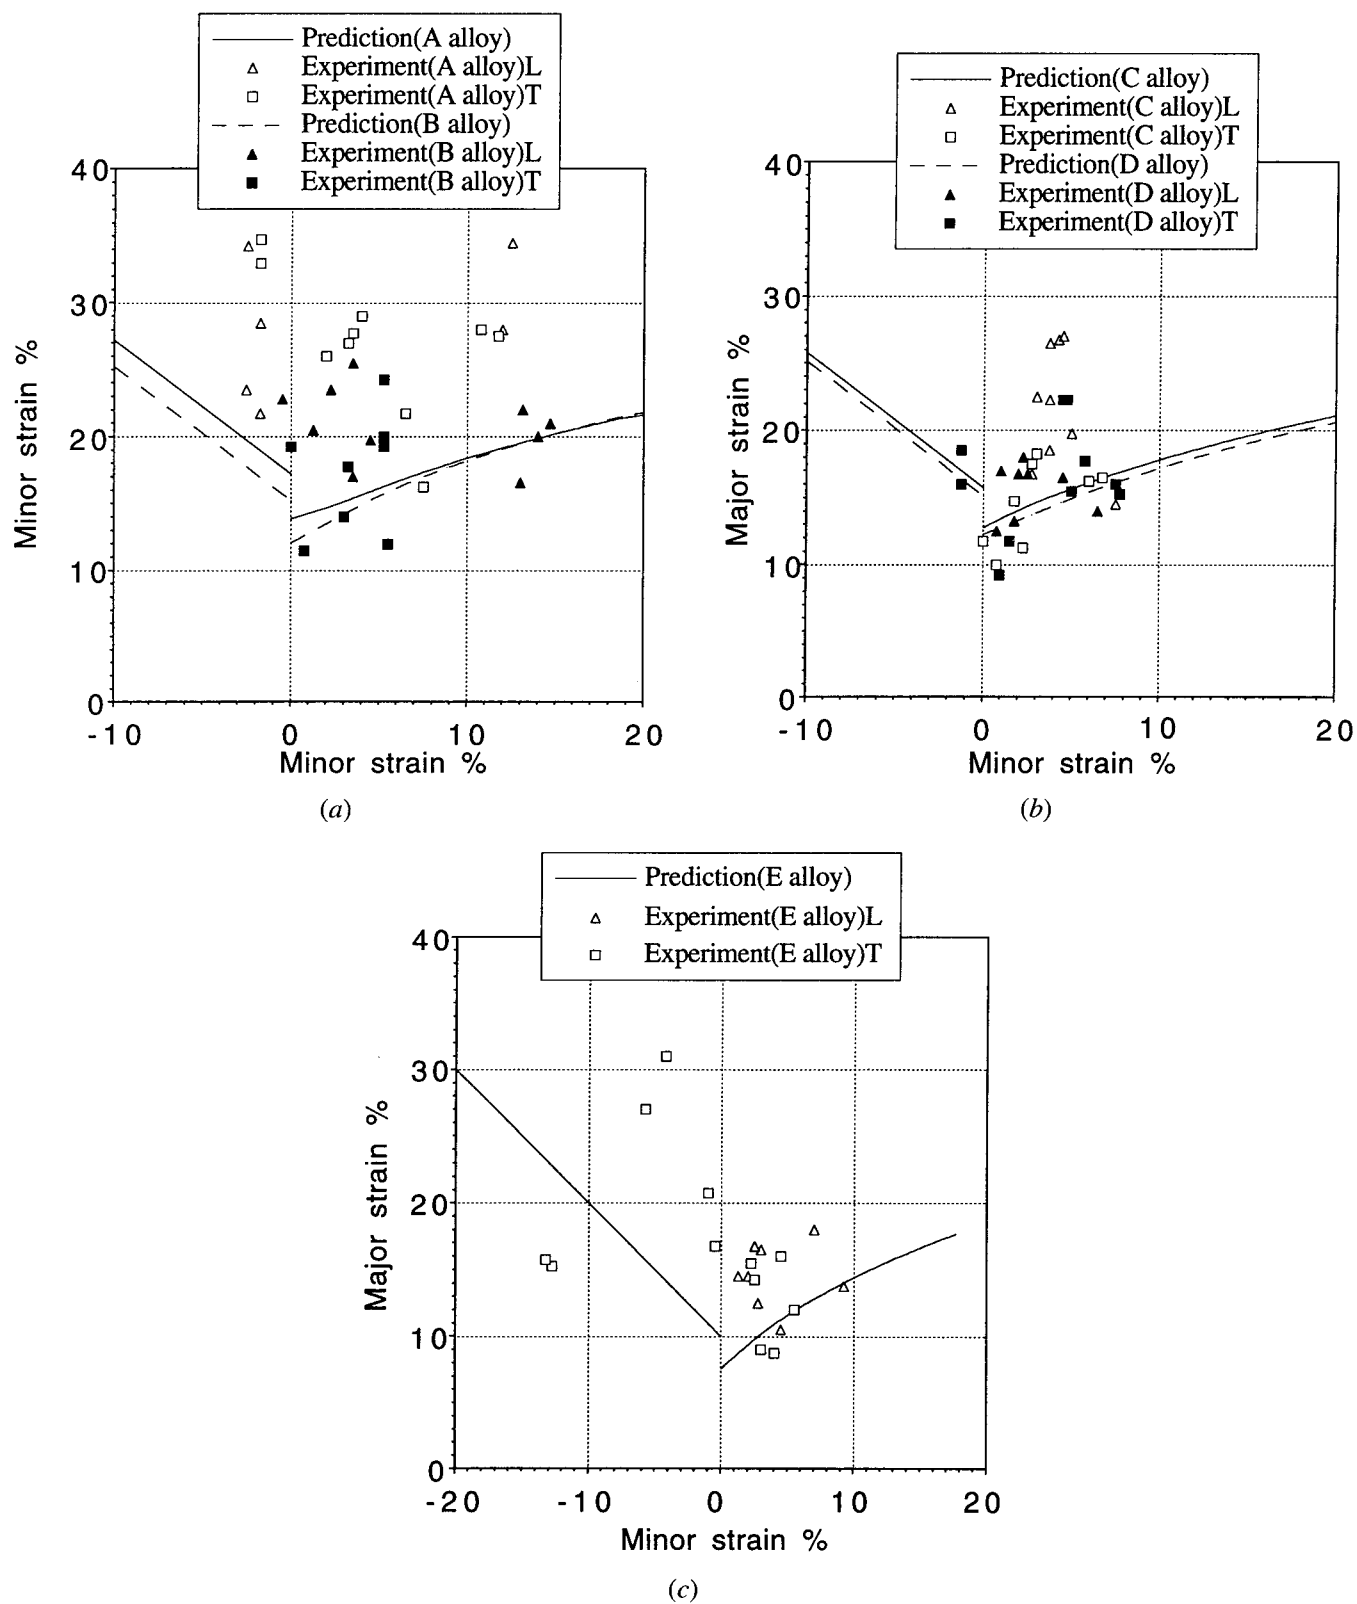 Prediction(A alloy)
Experiment(A alloy)L
Experiment(A alloy)T
Prediction(B alloy)
Experiment(B alloy)L
Experiment(B alloy)T
40
30
20
10
0
Minor strain %
-10 0 10 20
Minor strain %
(a)
Prediction(C alloy)
Experiment(C alloy)L
Experiment(C alloy)T
Prediction(D alloy)
Experiment(D alloy)L
Experiment(D alloy)T
40
30
20
10
0
Major strain %
-10 0 10 20
Minor strain %
(b)
Prediction(E alloy)
Experiment(E alloy)L
Experiment(E alloy)T
40
30
20
10
0
Major strain %
-20 -10 0 10 20
Minor strain %
(c)